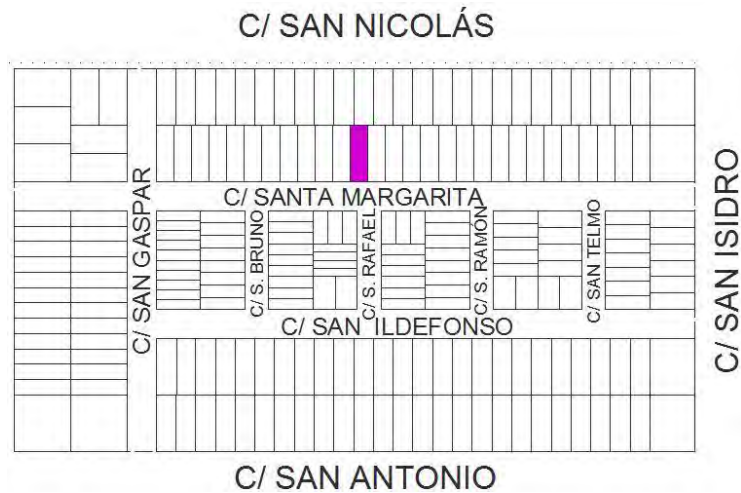 C/ SAN NICOLÁS
C/ SAN GASPAR
C/ SANTA MARGARITA
C/ SAN ISIDRO
C/ S. BRUNO
C/ S. RAFAEL
C/ S. RAMÓN
C/ SAN TELMO
C/ SAN ILDEFONSO
C/ SAN ANTONIO